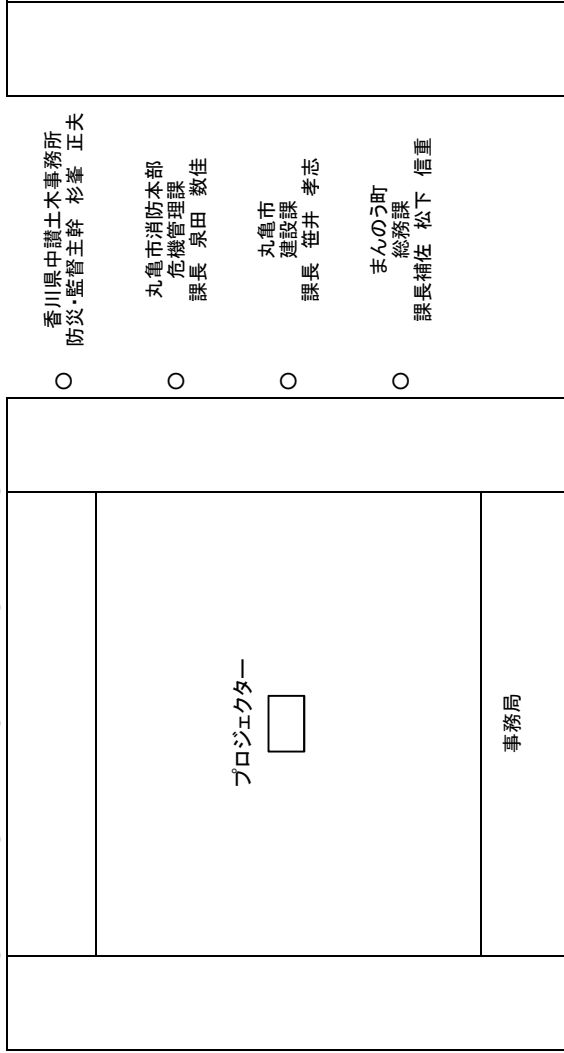 香川県中讃土木事務所
防災・監督主幹 杉峯 正夫
丸亀市消防本部
危機管理課
課長 泉田 数佳
丸亀市
建設課
課長 笹井 孝志
まんのう町
総務課
課長補佐 松下 信重
プロジェクター
事務局